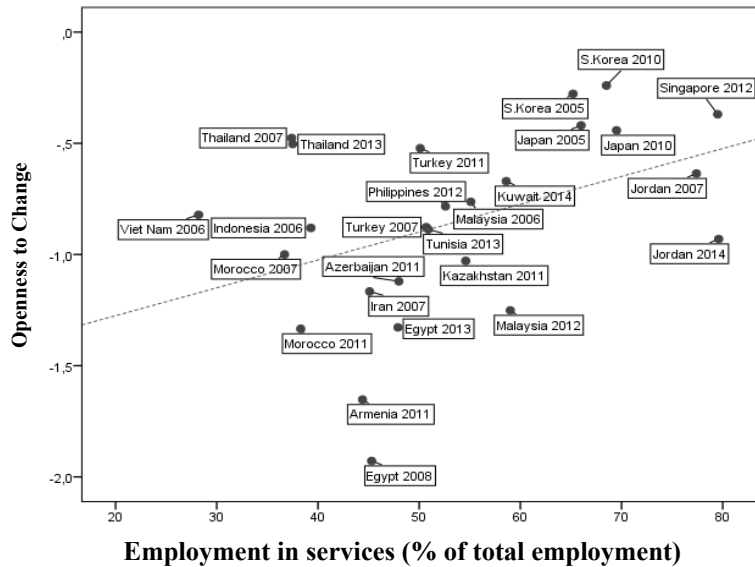 ,0
S.Korea 2010
Singapore 2012
S.Korea 2005
Thailand 2007
Thailand 2013
Japan 2005
Japan 2010
-,5
Turkey 2011
Philippines 2012
Kuwait 2014
Jordan 2007
Malaysia 2006
Viet Nam 2006
Indonesia 2006
Turkey 2007
Tunisia 2013
Jordan 2014
-1,0
Morocco 2007
Azerbaijan 2011
Kazakhstan 2011
Iran 2007
Egypt 2013
Malaysia 2012
Morocco 2011
-1,5
Armenia 2011
Egypt 2008
-2,0
Openness to Change
20
30
40
50
60
70
80
Employment in services (% of total employment)